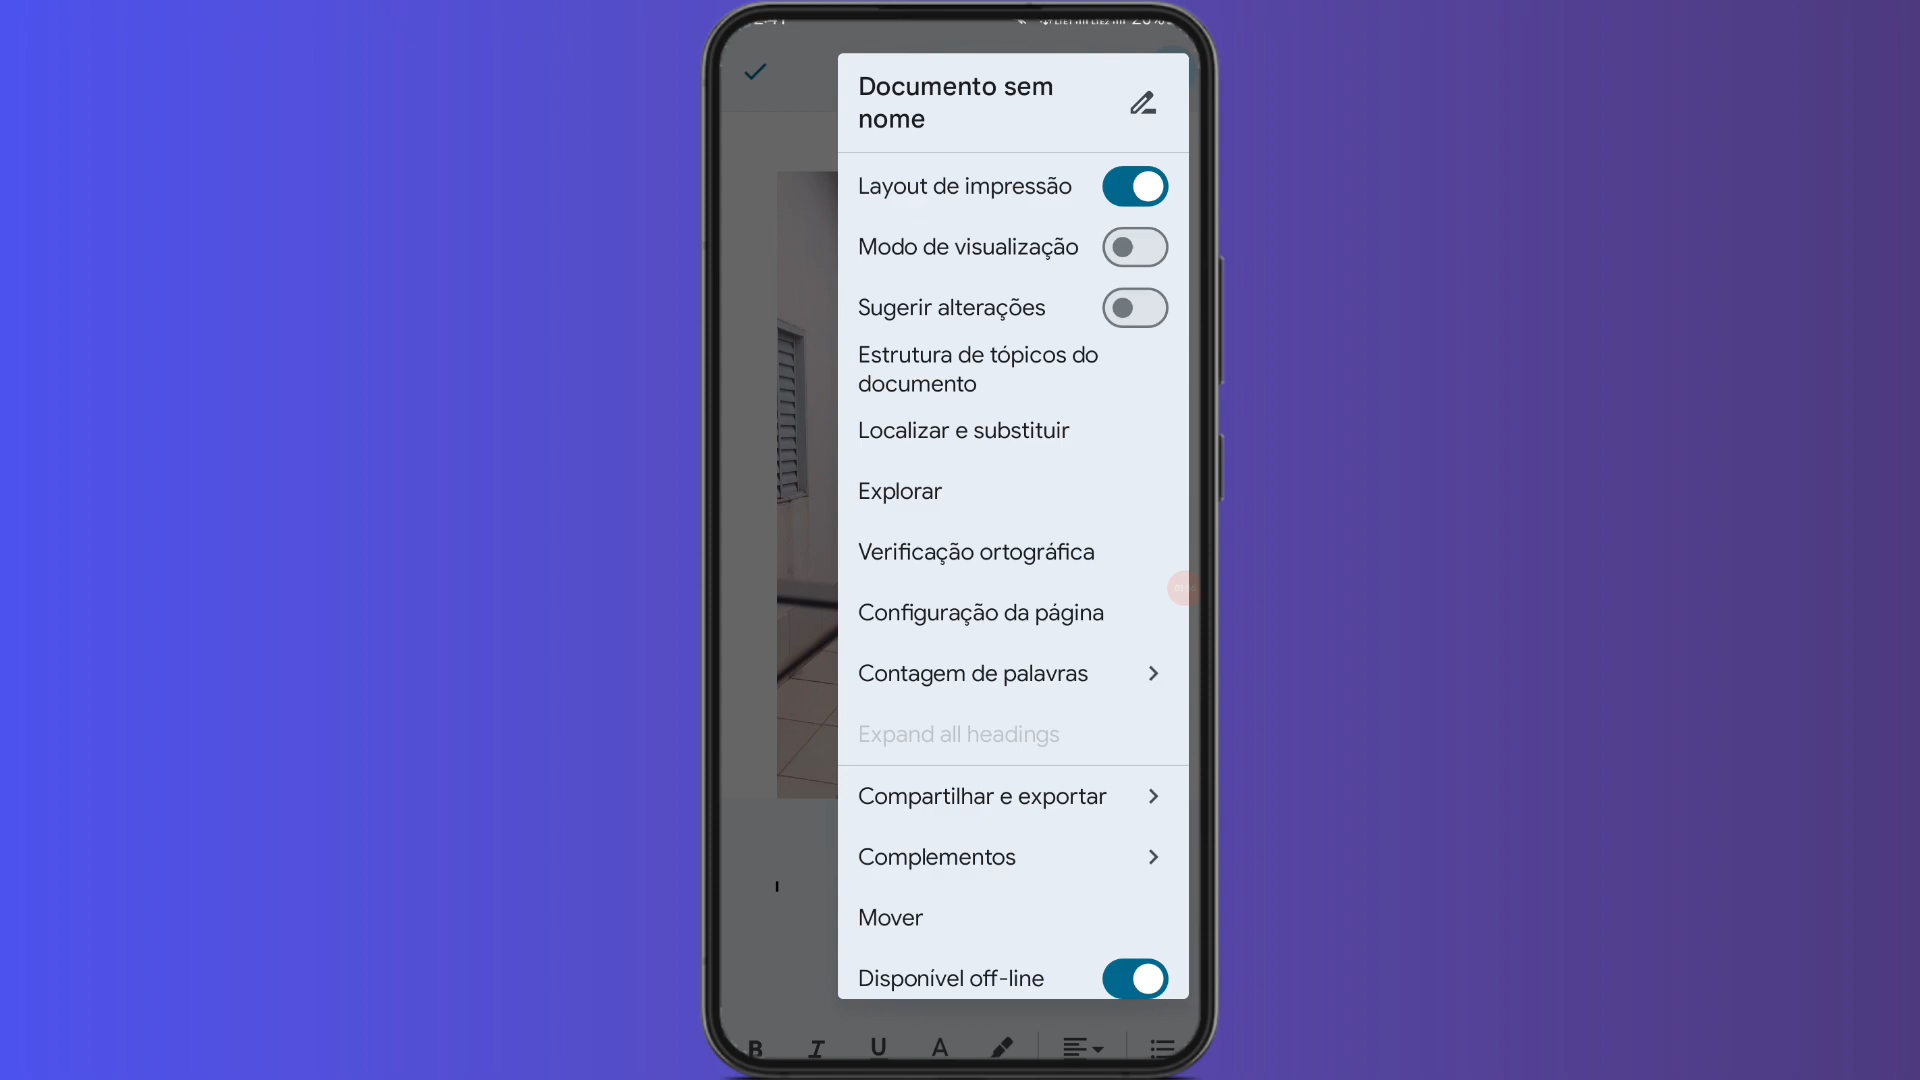 Documento sem
nome
Layout de impressão
Modo de visualização
Sugerir alterações
Estrutura de tópicos do
documento
Localizar e substituir
Explorar
Verificação ortográfica
Configuração da página
Contagem de palavras
Expand all headings
Compartilhar e exportar
Complementos
Mover
Disponível off-line
B I U A